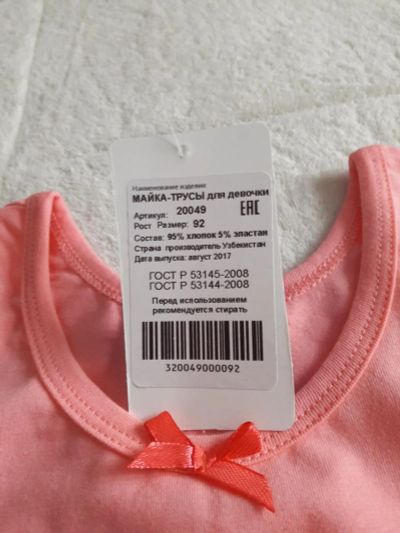 Наименование изделия:
МАЙКА-ТРУСЫ для девочки
Артикул: 20049 EAC
Рост Размер: 92
Состав: 95% хлопок 5% эластан
Страна производитель Узбекистан
Дата выпуска: август 2017
ГОСТ Р 53145-2008
ГОСТ Р 53144-2008
Перед использованием
рекомендуется стирать
320049000092